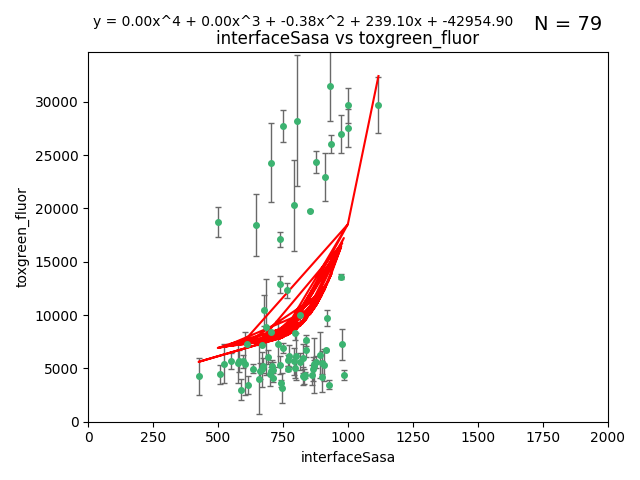 y = 0.00x^4 + 0.00x^3 + -0.38x^2 + 239.10x + -42954.90
N = 79
interfaceSasa vs toxgreen_fluor
30000
25000
20000
15000
10000
5000
0
toxgreen_fluor
0 250 500 750 1000 1250 1500 1750 2000
interfaceSasa